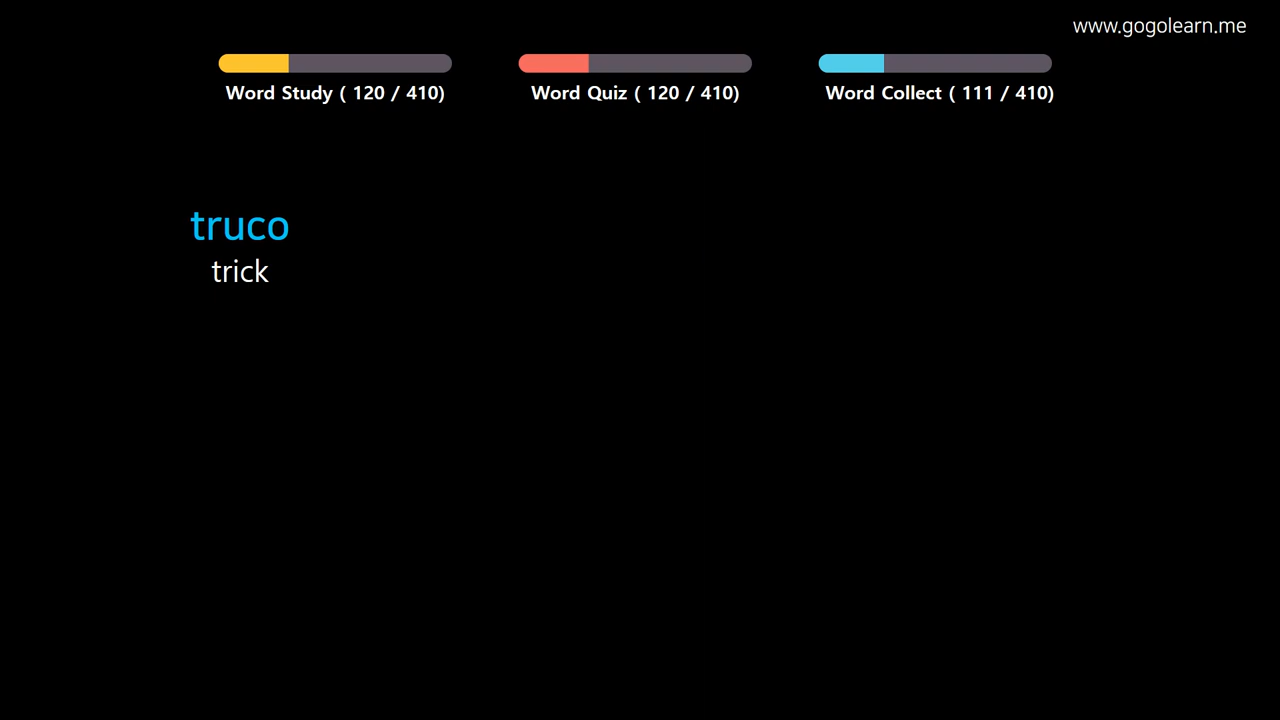 www.gogolearn.me
Word Study ( 120 / 410)
Word Quiz ( 120 / 410)
Word Collect ( 111 / 410)
truco
trick